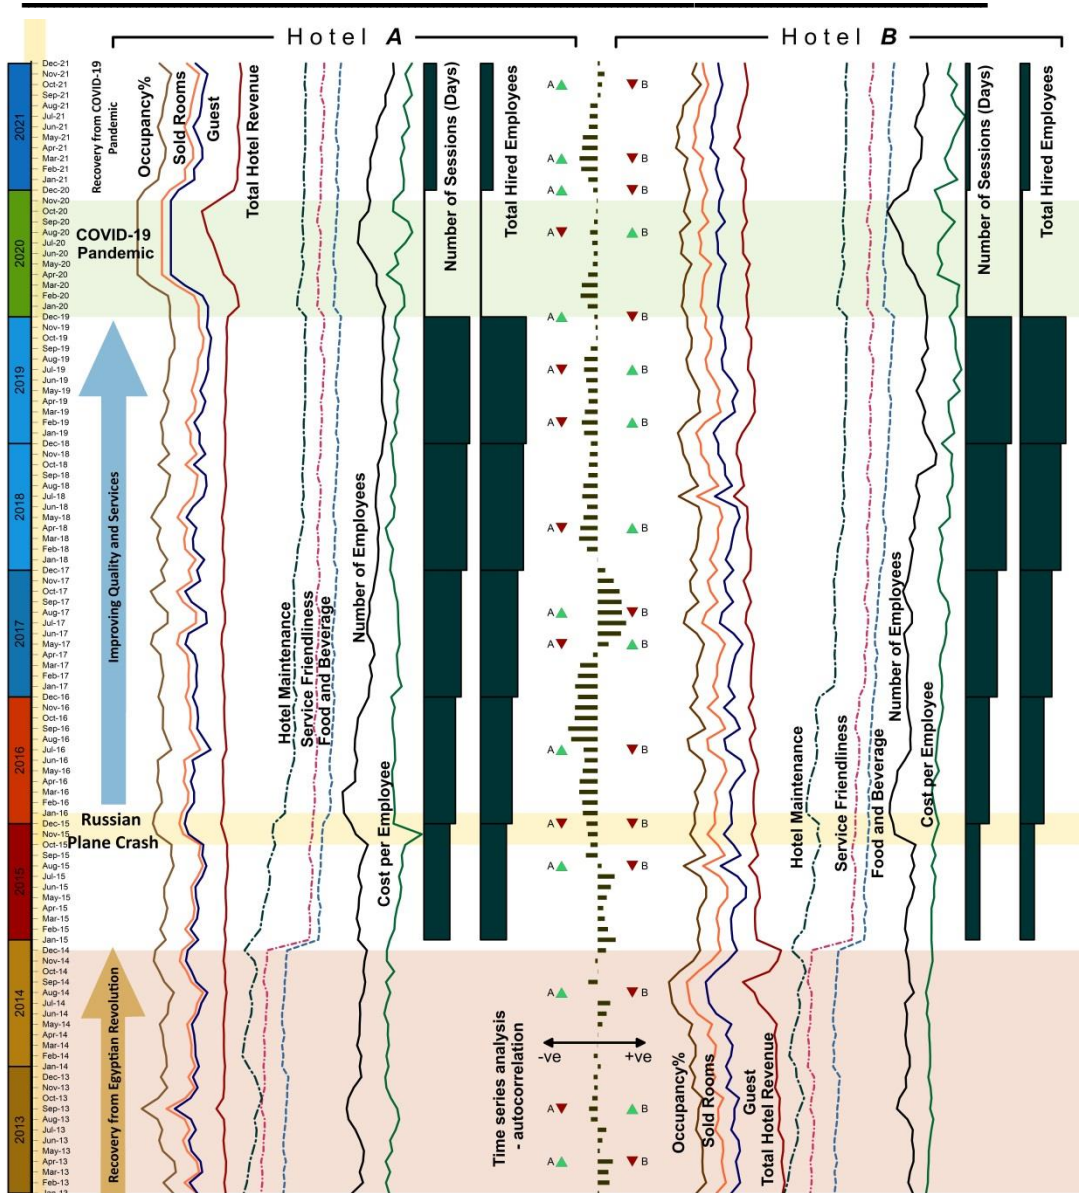 Hotel A
Hotel B
Dec-21
Nov-21
Oct-21
Sep-21
Aug-21
Jul-21
Jun-21
May-21
Apr-21
Mar-21
Feb-21
Jan-21
Dec-20
Nov-20
Oct-20
Sep-20
Aug-20
Jul-20
Jun-20
May-20
Apr-20
Mar-20
Feb-20
Jan-20
Dec-19
Nov-19
Oct-19
Sep-19
Aug-19
Jul-19
Jun-19
May-19
Apr-19
Mar-19
Feb-19
Jan-19
Dec-18
Nov-18
Oct-18
Sep-18
Aug-18
Jul-18
Jun-18
May-18
Apr-18
Mar-18
Feb-18
Jan-18
Dec-17
Nov-17
Oct-17
Sep-17
Aug-17
Jul-17
Jun-17
May-17
Apr-17
Mar-17
Feb-17
Jan-17
Dec-16
Nov-16
Oct-16
Sep-16
Aug-16
Jul-16
Jun-16
May-16
Apr-16
Mar-16
Feb-16
Jan-16
Dec-15
Nov-15
Oct-15
Sep-15
Aug-15
Jul-15
Jun-15
May-15
Apr-15
Mar-15
Feb-15
Jan-15
Dec-14
Nov-14
Oct-14
Sep-14
Aug-14
Jul-14
Jun-14
May-14
Apr-14
Mar-14
Feb-14
Jan-14
Dec-13
Nov-13
Oct-13
Sep-13
Aug-13
Jul-13
Jun-13
May-13
Apr-13
Mar-13
Feb-13
2021
2020
2019
2018
2017
2016
2015
2014
2013
Recovery from COVID-19
Pandemic
COVID-19
Pandemic
Improving Quality and Services
Russian
Plane Crash
Recovery from Egyptian Revolution
Occupancy%
Sold Rooms
Guest
Total Hotel Revenue
Hotel Maintenance
Service Friendliness
Food and Beverage
Number of Employees
Cost per Employee
Number of Sessions (Days)
Total Hired Employees
A B
A B
A B
A B
A B
A B
A B
A B
A B
A B
A B
A B
A B
A B
-ve +ve
A B
A B
Time series analysis
- autocorrelation
Occupancy%
Sold Rooms
Guest
Total Hotel Revenue
Hotel Maintenance
Service Friendliness
Food and Beverage
Number of Employees
Cost per Employee
Number of Sessions (Days)
Total Hired Employees